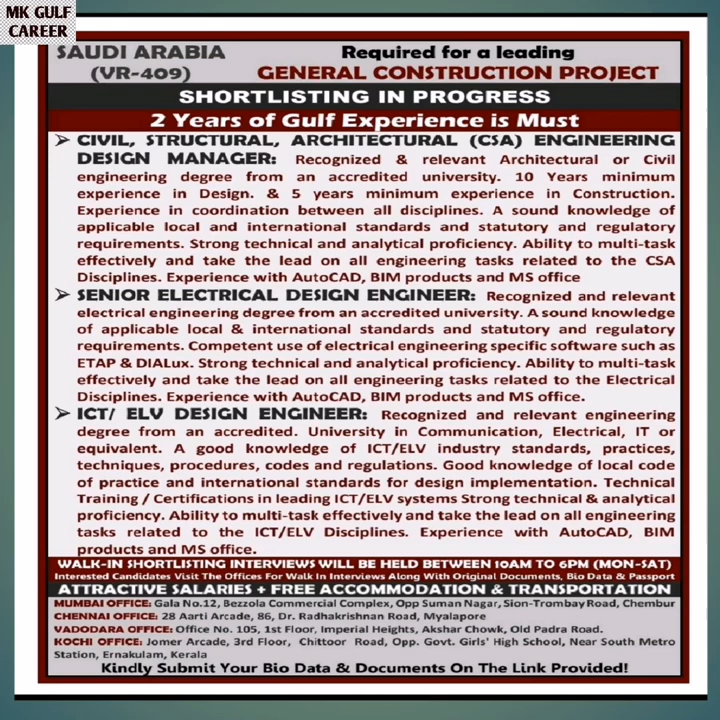 MK GULF
CAREER
SAUDI ARABIA
(VR-409)
Required for a leading
GENERAL CONSTRUCTION PROJECT
SHORTLISTING IN PROGRESS
2 Years of Gulf Experience is Must
➢ CIVIL, STRUCTURAL, ARCHITECTURAL (CSA) ENGINEERING
DESIGN MANAGER: Recognized & relevant Architectural or Civil
engineering degree from an accredited university. 10 Years minimum
experience in Design. & 5 years minimum experience in Construction.
Experience in coordination between all disciplines. A sound knowledge of
applicable local and international standards and statutory and regulatory
requirements. Strong technical and analytical proficiency. Ability to multi-task
effectively and take the lead on all engineering tasks related to the CSA
Disciplines. Experience with AutoCAD, BIM products and MS office
➢ SENIOR ELECTRICAL DESIGN ENGINEER: Recognized and relevant
electrical engineering degree from an accredited university. A sound knowledge
of applicable local & international standards and statutory and regulatory
requirements. Competent use of electrical engineering specific software such as
ETAP & DIALux. Strong technical and analytical proficiency. Ability to multi-task
effectively and take the lead on all engineering tasks related to the Electrical
Disciplines. Experience with AutoCAD, BIM products and MS office.
➢ ICT/ ELV DESIGN ENGINEER: Recognized and relevant engineering
degree from an accredited. University in Communication, Electrical, IT or
equivalent. A good knowledge of ICT/ELV industry standards, practices,
techniques, procedures, codes and regulations. Good knowledge of local code
of practice and international standards for design implementation. Technical
Training / Certifications in leading ICT/ELV systems Strong technical & analytical
proficiency. Ability to multi-task effectively and take the lead on all engineering
tasks related to the ICT/ELV Disciplines. Experience with AutoCAD, BIM
products and MS office.
WALK-IN SHORTLISTING INTERVIEWS WILL BE HELD BETWEEN 10AM TO 6PM (MON-SAT)
Interested Candidates Visit The Offices For Walk In Interviews Along With Original Documents, Bio Data & Passport
ATTRACTIVE SALARIES + FREE ACCOMMODATION & TRANSPORTATION
MUMBAI OFFICE: Gala No.12, Bezzola Commercial Complex, Opp Suman Nagar, Sion-Trombay Road, Chembur
CHENNAI OFFICE: 28 Aarti Arcade, 86, Dr. Radhakrishnan Road, Myalapore
VADODARA OFFICE: Office No. 105, 1st Floor, Imperial Heights, Akshar Chowk, Old Padra Road.
KOCHI OFFICE: Jomer Arcade, 3rd Floor, Chittoor Road, Opp. Govt. Girls' High School, Near South Metro
Station, Ernakulam, Kerala
Kindly Submit Your Bio Data & Documents On The Link Provided!